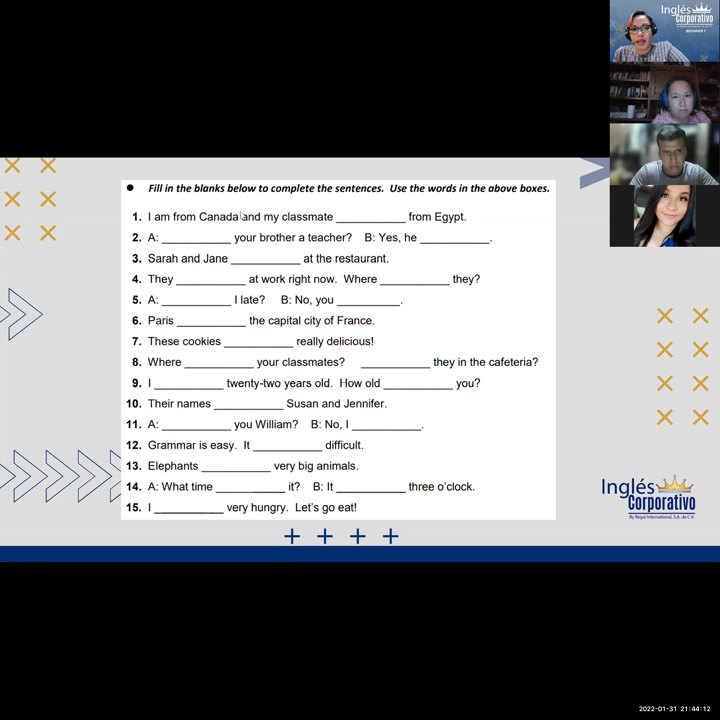 Inglés
Corporativo
BEGINNER 1
● Fill in the blanks below to complete the sentences. Use the words in the above boxes.
1. I am from Canada and my classmate ___________ from Egypt.
2. A: ___________ your brother a teacher? B: Yes, he ___________.
3. Sarah and Jane ___________ at the restaurant.
4. They ___________ at work right now. Where ___________ they?
5. A: ___________ I late? B: No, you __________.
6. Paris ___________ the capital city of France.
7. These cookies ___________ really delicious!
8. Where ___________ your classmates? ___________ they in the cafeteria?
9. I ___________ twenty-two years old. How old ___________ you?
10. Their names ___________ Susan and Jennifer.
11. A: ___________ you William? B: No, I ___________.
12. Grammar is easy. It ___________ difficult.
13. Elephants ___________ very big animals.
14. A: What time ___________ it? B: It ___________ three o'clock.
15. I ___________ very hungry. Let's go eat!
Inglés
Corporativo
By Regal International, S.A. de C.V.
2022-01-31 21:44:12